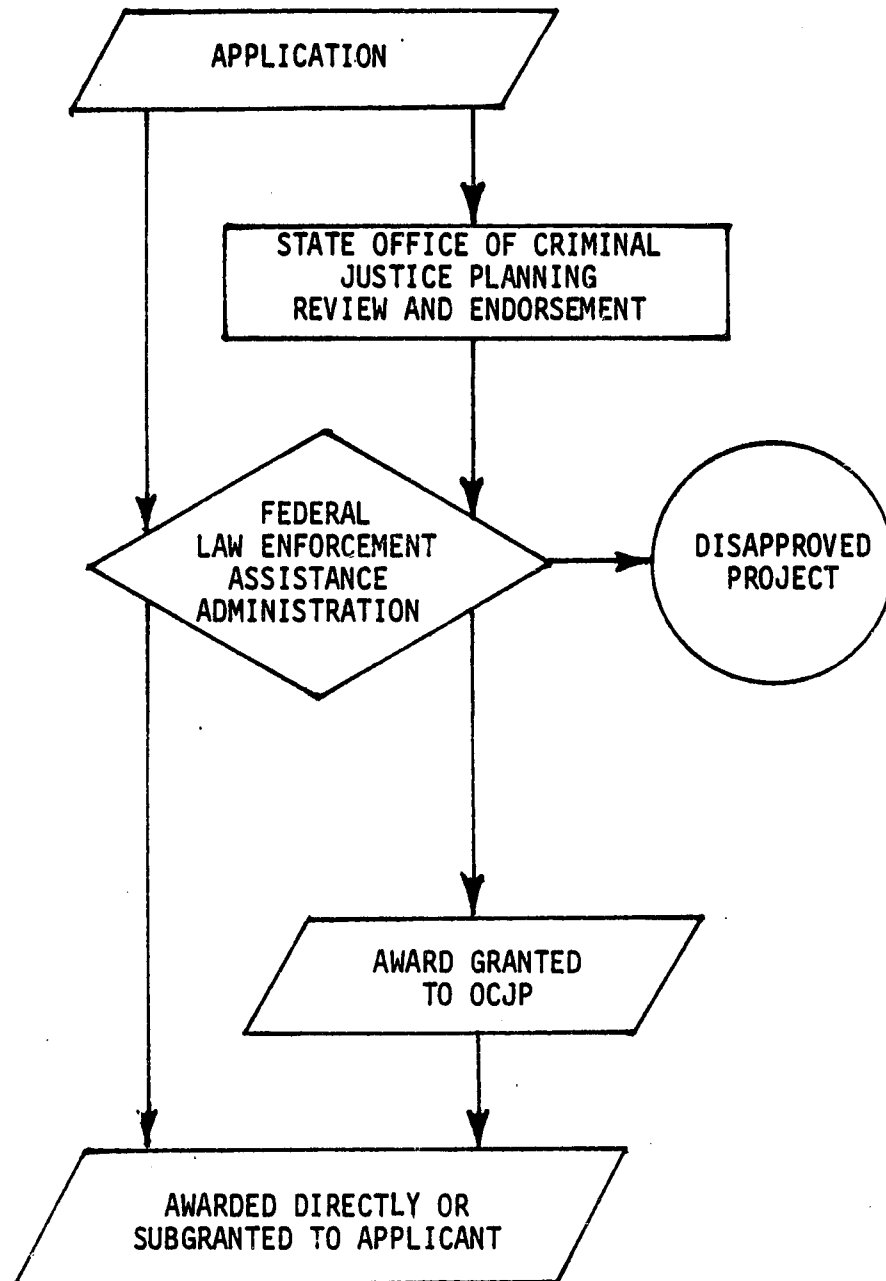 APPLICATION
STATE OFFICE OF CRIMINAL
JUSTICE PLANNING
REVIEW AND ENDORSEMENT
FEDERAL
LAW ENFORCEMENT
ASSISTANCE
ADMINISTRATION
DISAPPROVED
PROJECT
AWARD GRANTED
TO OCJP
AWARDED DIRECTLY OR
SUBGRANTED TO APPLICANT